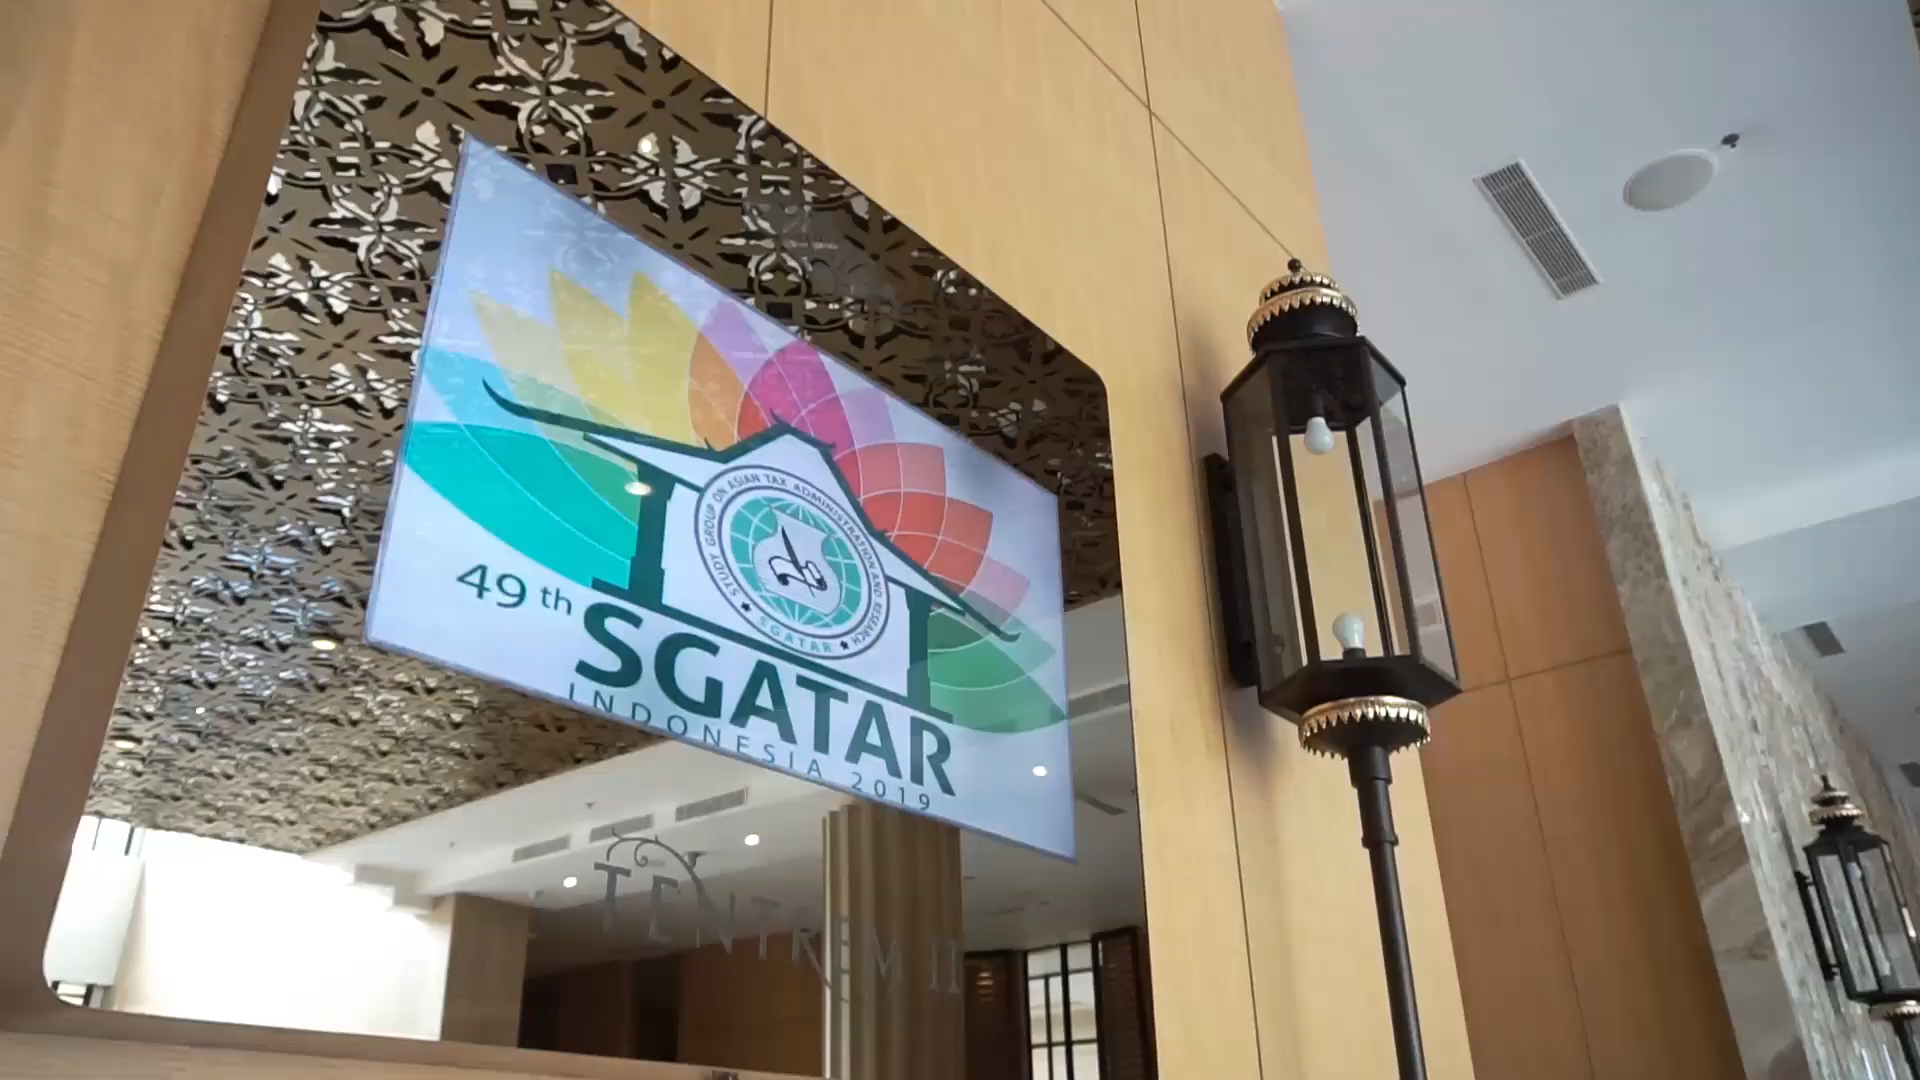 STUDY GROUP ON ASIAN TAX ADMINISTRATION AND RESEARCH
SGATAR
49 th
SGATAR
INDONESIA 2019
TENTREM II